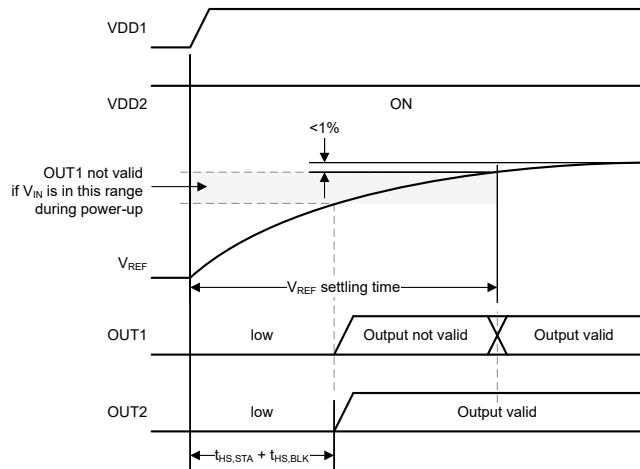 VDD1
VDD2
ON
<1%
OUT1 not valid
if VIN is in this range
during power-up
VREF
VREF settling time
OUT1
low
Output not valid
Output valid
OUT2
low
Output valid
tHS,STA + tHS,BLK